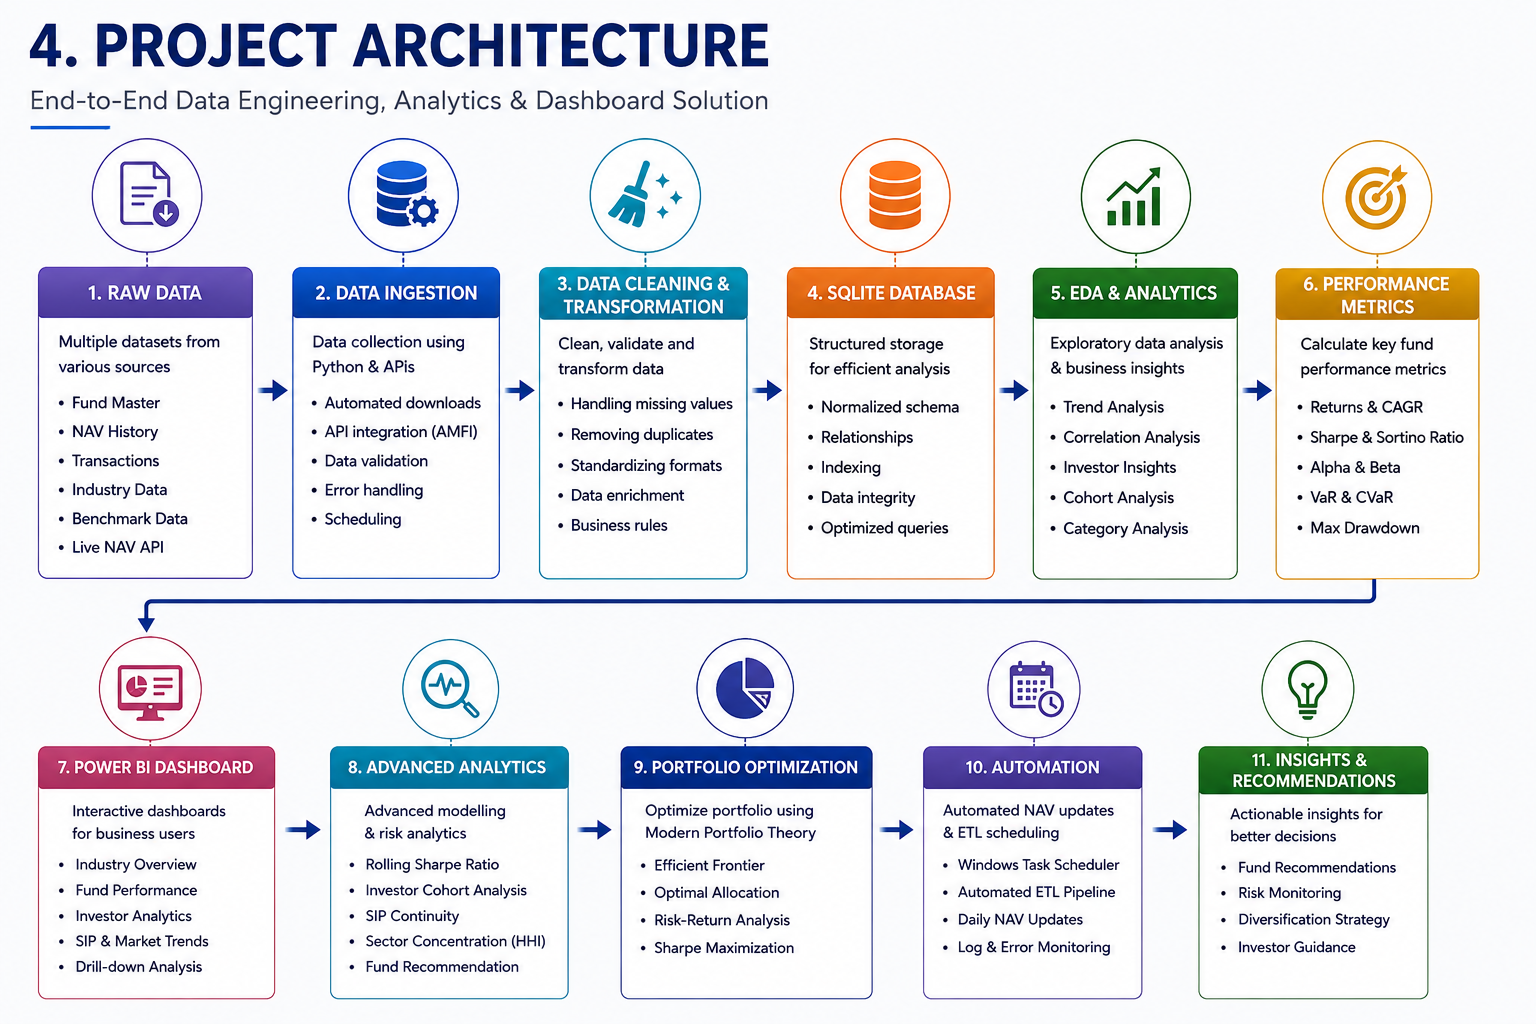 4. PROJECT ARCHITECTURE
End-to-End Data Engineering, Analytics & Dashboard Solution
1. RAW DATA
Multiple datasets from
various sources
• Fund Master
• NAV History
• Transactions
• Industry Data
• Benchmark Data
• Live NAV API
2. DATA INGESTION
Data collection using
Python & APIs
• Automated downloads
• API integration (AMFI)
• Data validation
• Error handling
• Scheduling
3. DATA CLEANING &
TRANSFORMATION
Clean, validate and
transform data
• Handling missing values
• Removing duplicates
• Standardizing formats
• Data enrichment
• Business rules
4. SQLITE DATABASE
Structured storage
for efficient analysis
• Normalized schema
• Relationships
• Indexing
• Data integrity
• Optimized queries
5. EDA & ANALYTICS
Exploratory data analysis
& business insights
• Trend Analysis
• Correlation Analysis
• Investor Insights
• Cohort Analysis
• Category Analysis
6. PERFORMANCE
METRICS
Calculate key fund
performance metrics
• Returns & CAGR
• Sharpe & Sortino Ratio
• Alpha & Beta
• VaR & CVaR
• Max Drawdown
7. POWER BI DASHBOARD
Interactive dashboards
for business users
• Industry Overview
• Fund Performance
• Investor Analytics
• SIP & Market Trends
• Drill-down Analysis
8. ADVANCED ANALYTICS
Advanced modelling
& risk analytics
• Rolling Sharpe Ratio
• Investor Cohort Analysis
• SIP Continuity
• Sector Concentration (HHI)
• Fund Recommendation
9. PORTFOLIO OPTIMIZATION
Optimize portfolio using
Modern Portfolio Theory
• Efficient Frontier
• Optimal Allocation
• Risk-Return Analysis
• Sharpe Maximization
10. AUTOMATION
Automated NAV updates
& ETL scheduling
• Windows Task Scheduler
• Automated ETL Pipeline
• Daily NAV Updates
• Log & Error Monitoring
11. INSIGHTS &
RECOMMENDATIONS
Actionable insights for
better decisions
• Fund Recommendations
• Risk Monitoring
• Diversification Strategy
• Investor Guidance